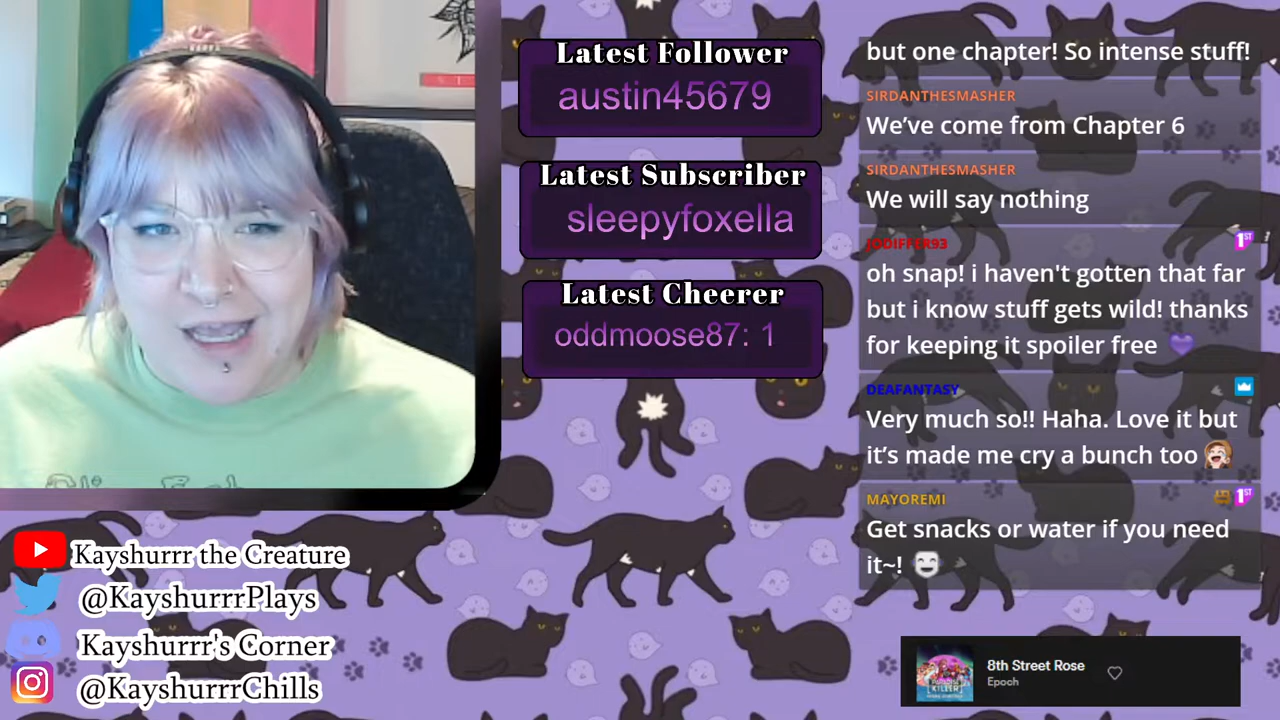 Latest Follower
austin45679
Latest Subscriber
sleepyfoxella
Latest Cheerer
oddmoose87: 1
but one chapter! So intense stuff!
SIRDANTHESMASHER
We've come from Chapter 6
SIRDANTHESMASHER
We will say nothing
JODIFFER93
1ST
oh snap! i haven't gotten that far
but i know stuff gets wild! thanks
for keeping it spoiler free
DEAFANTASY
Very much so!! Haha. Love it but
it's made me cry a bunch too
MAYOREMI
1ST
Get snacks or water if you need
it~!
Kayshurrr the Creature
@KayshurrrPlays
Kayshurrr's Corner
@KayshurrrChills
8th Street Rose
Epoch